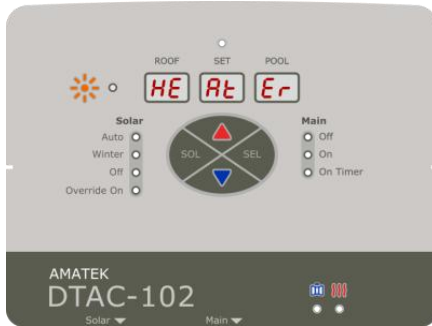 ROOF SET POOL
HE At Er
Solar
Auto
Winter
Off
Override On
SOL SEL
Main
Off
On
On Timer
AMATEK
DTAC-102
Solar Main